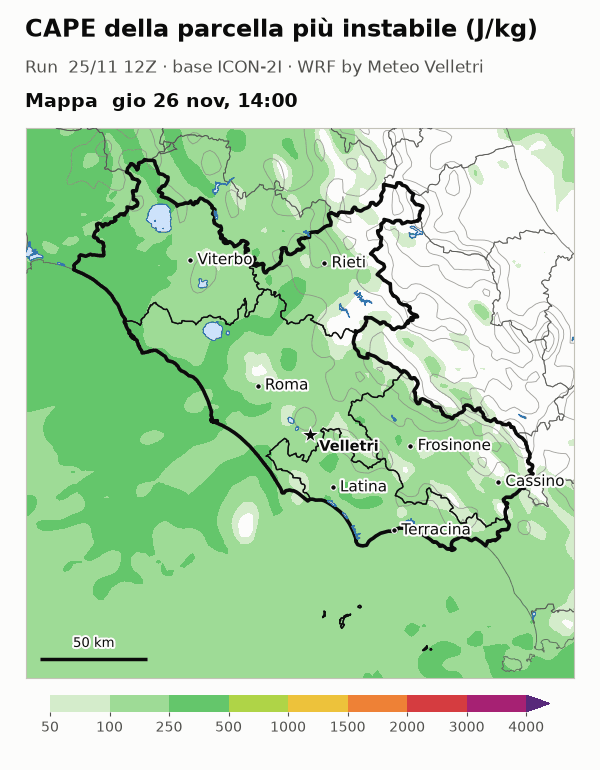 CAPE della parcella più instabile (J/kg)
Run  25/11 12Z · base ICON-2I · WRF by Meteo Velletri
Mappa  gio 26 nov, 14:00
Viterbo
Rieti
Roma
Velletri
Frosinone
Cassino
Latina
Terracina
50 km
50 100 250 500 1000 1500 2000 3000 4000